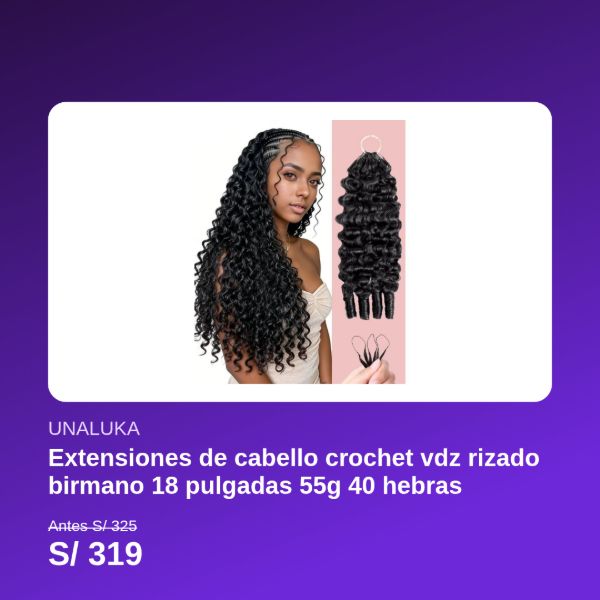 UNALUKA
Extensiones de cabello crochet vdz rizado
birmano 18 pulgadas 55g 40 hebras
Antes S/ 325
S/ 319